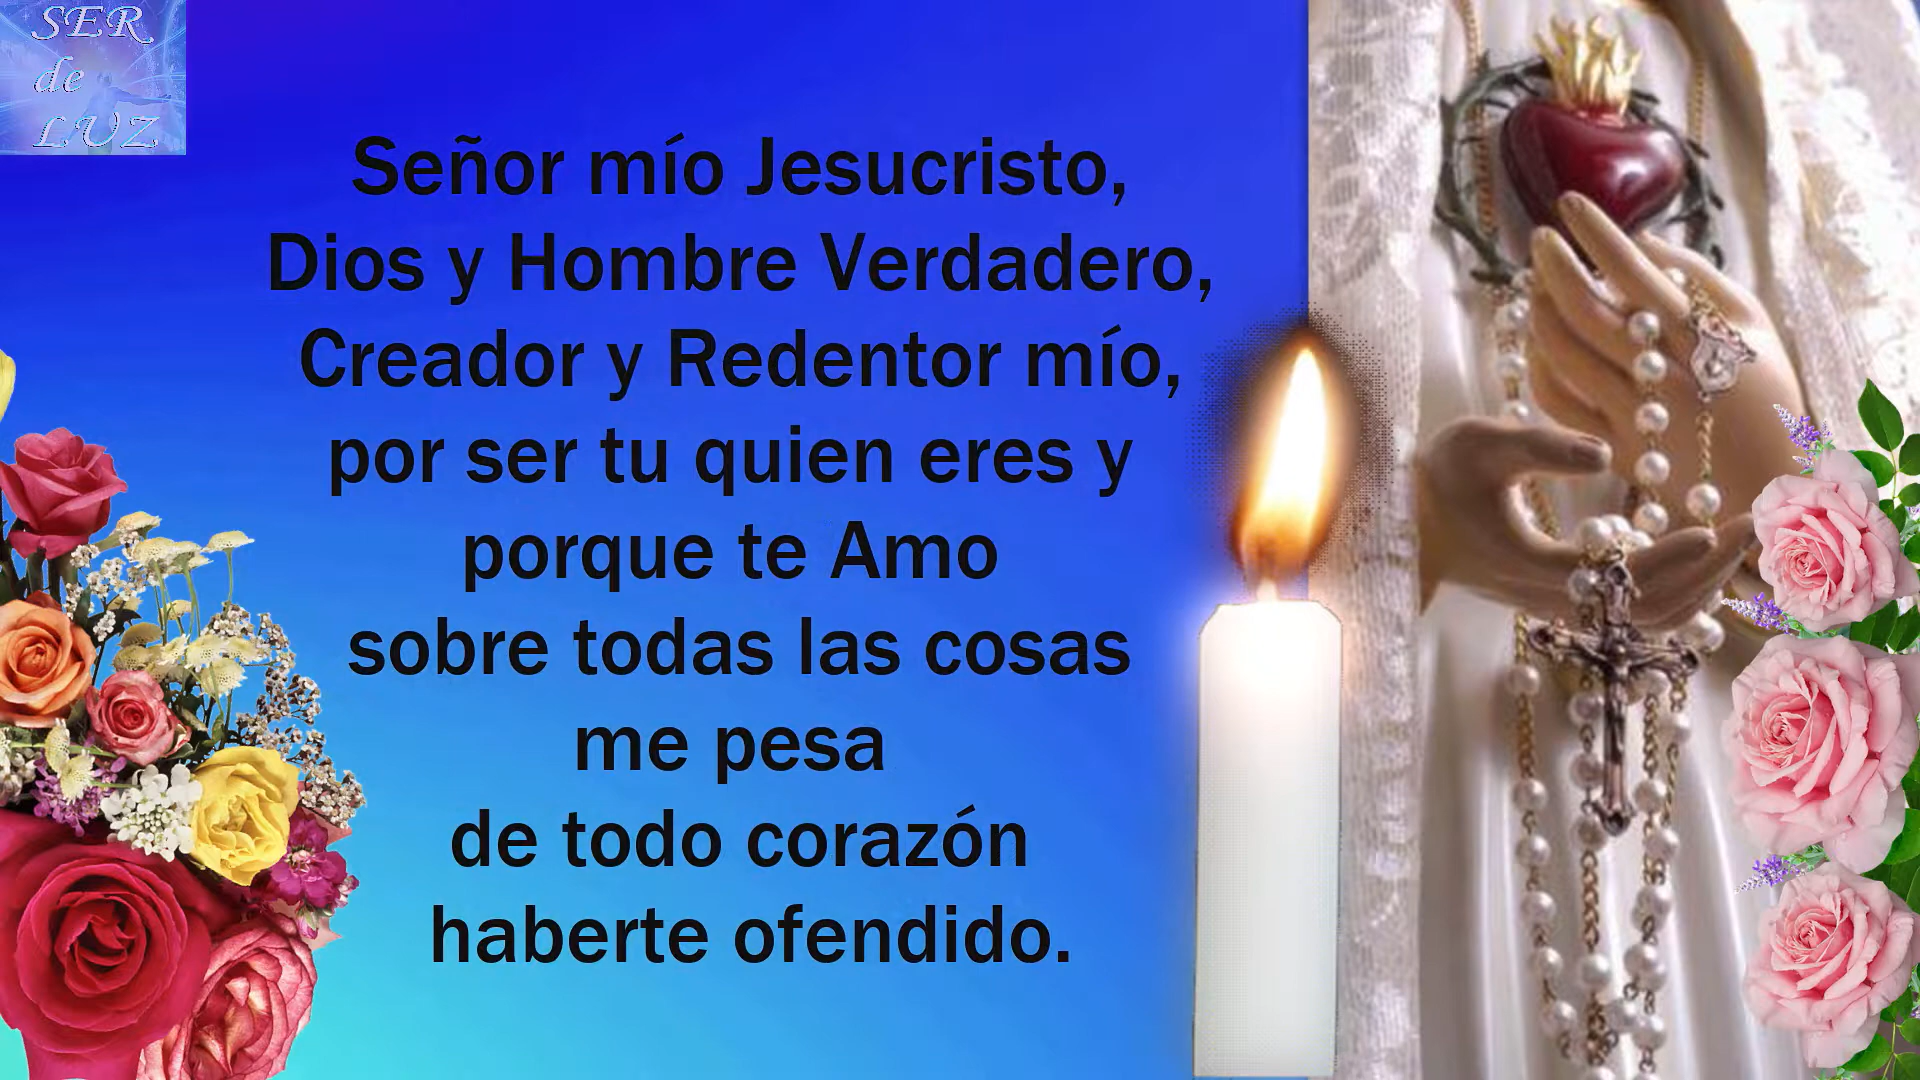 SER
de
LUZ
Señor mío Jesucristo,
Dios y Hombre Verdadero,
Creador y Redentor mío,
por ser tu quien eres y
porque te Amo
sobre todas las cosas
me pesa
de todo corazón
haberte ofendido.